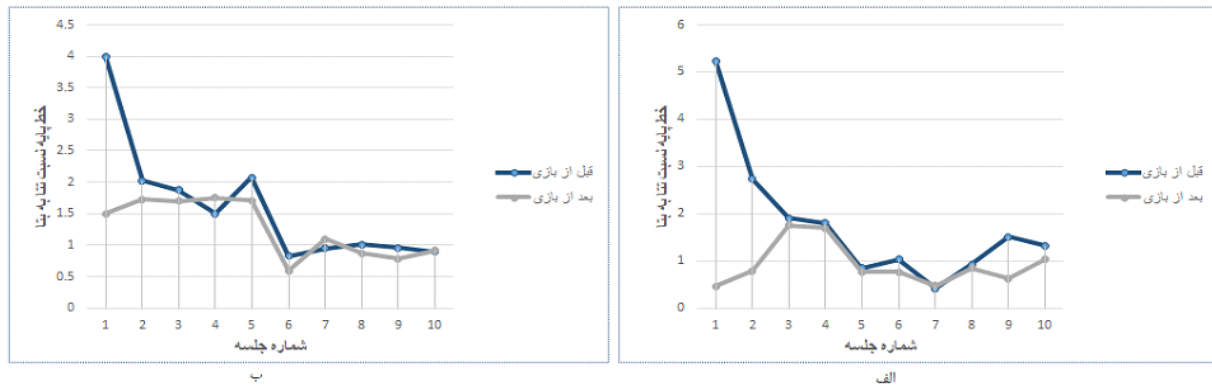 4.5
4
3.5
3
2.5
2
1.5
1
0.5
0
خط پایه نسبت تتا به بتا
1 2 3 4 5 6 7 8 9 10
شماره جلسه
قبل از بازی
بعد از بازی
ب
6
5
4
3
2
1
0
خط پایه نسبت تتا به بتا
1 2 3 4 5 6 7 8 9 10
شماره جلسه
قبل از بازی
بعد از بازی
الف